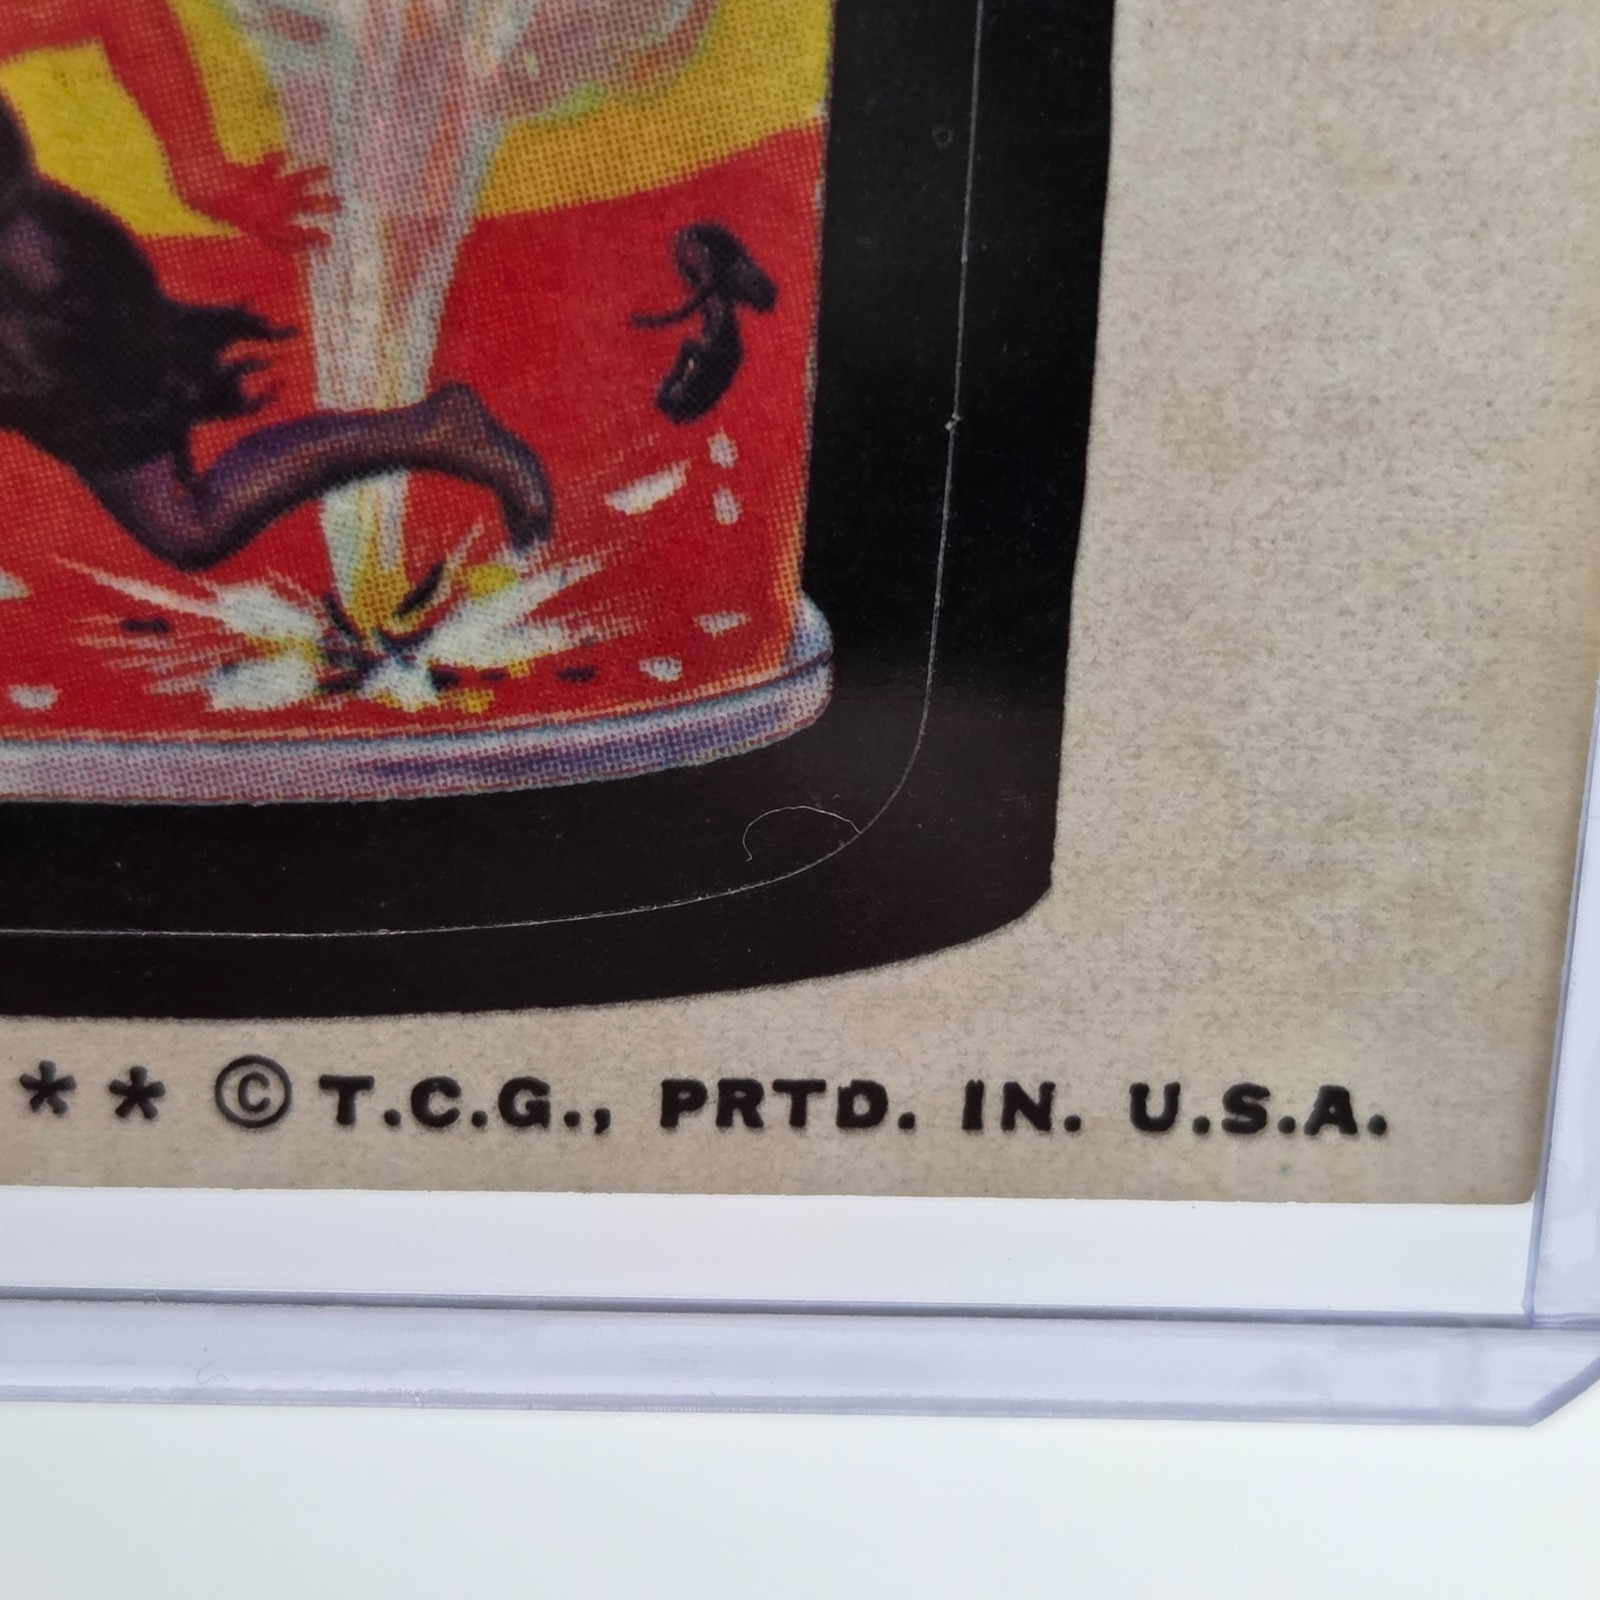 ** ©T.C.G., PRTD. IN. U.S.A.